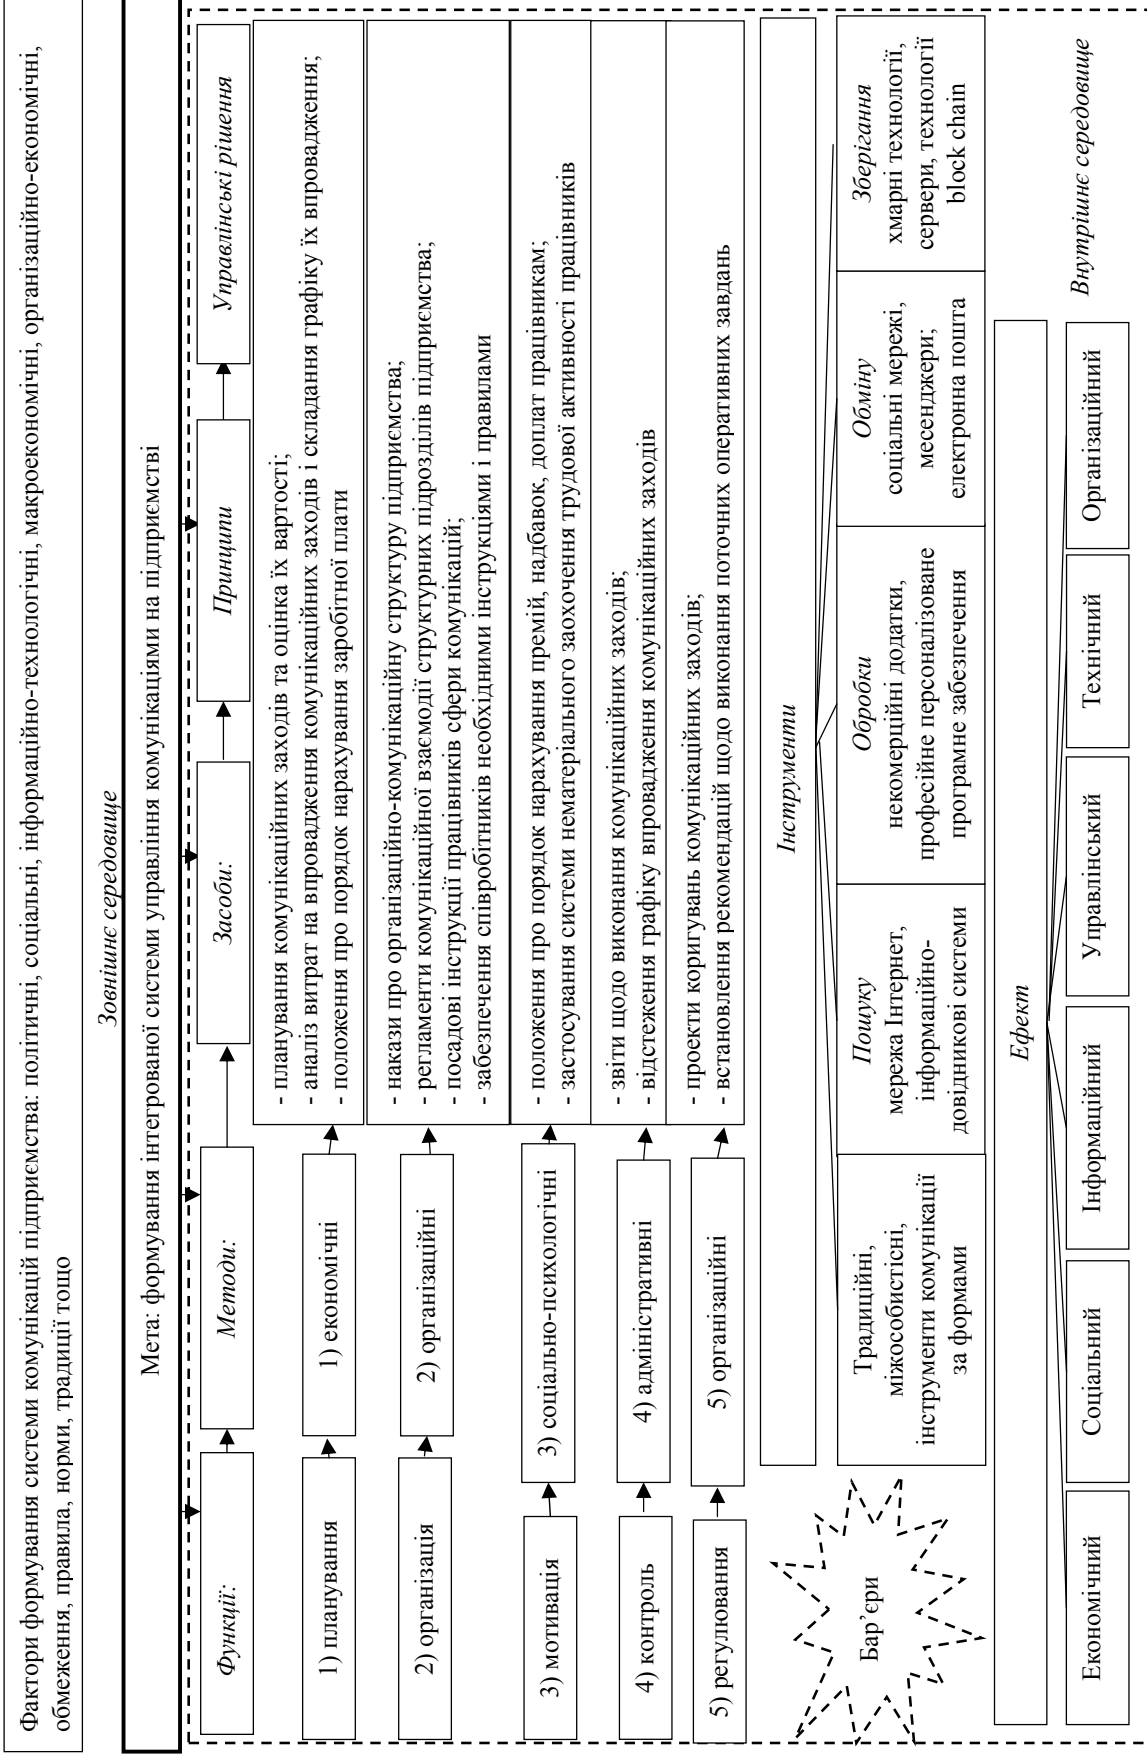 Фактори формування системи комунікацій підприємства: політичні, соціальні, інформаційно-технологічні, макроекономічні, організаційно-економічні,
обмеження, правила, норми, традиції тощо
Зовнішнє середовище
Мета: формування інтегрованої системи управління комунікаціями на підприємстві
Функції:
Методи:
Засоби:
Принципи
Управлінські рішення
1) планування
1) економічні
- планування комунікаційних заходів та оцінка їх вартості;
- аналіз витрат на впровадження комунікаційних заходів і складання графіку їх впровадження;
- положення про порядок нарахування заробітної плати
2) організація
2) організаційні
- накази про організаційно-комунікаційну структуру підприємства;
- регламенти комунікаційної взаємодії структурних підрозділів підприємства;
- посадові інструкції працівників сфери комунікацій;
- забезпечення співробітників необхідними інструкціями і правилами
3) мотивація
3) соціально-психологічні
- положення про порядок нарахування премій, надбавок, доплат працівникам;
- застосування системи нематеріального заохочення трудової активності працівників
4) контроль
4) адміністративні
- звіти щодо виконання комунікаційних заходів;
- відстеження графіку впровадження комунікаційних заходів
5) регулювання
5) організаційні
- проекти коригувань комунікаційних заходів;
- встановлення рекомендацій щодо виконання поточних оперативних завдань
Інструменти
Бар’єри
Традиційні,
міжособистісні,
інструменти комунікації
за формами
Пошуку
мережа Інтернет,
інформаційно-
довідникові системи
Обробки
некомерційні додатки,
професійне персоналізоване
програмне забезпечення
Обміну
соціальні мережі,
месенджери;
електронна пошта
Зберігання
хмарні технології,
сервери, технології
block chain
Ефект
Економічний
Соціальний
Інформаційний
Управлінський
Технічний
Організаційний
Внутрішнє середовище